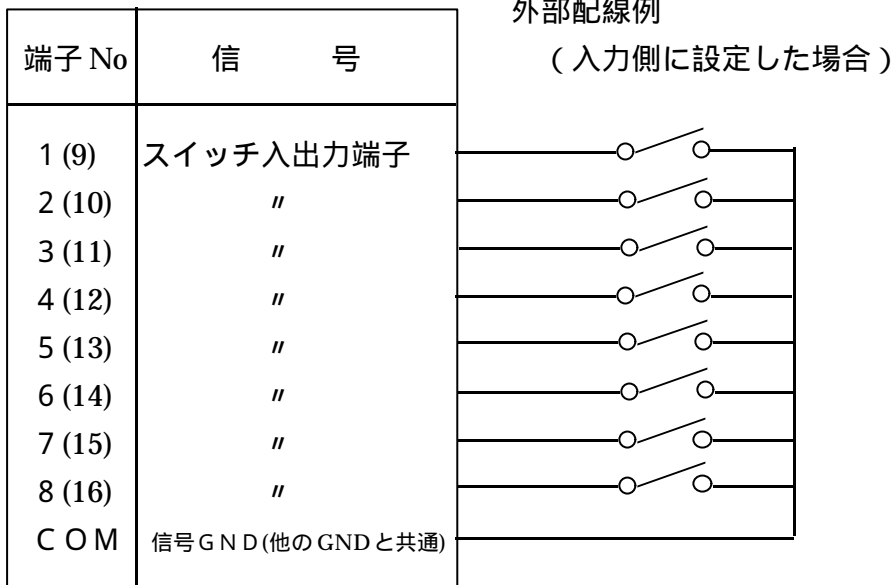 外部配線例
(入力側に設定した場合)
端子 No 信 号
1 (9) スイッチ入出力端子
2 (10) 〃
3 (11) 〃
4 (12) 〃
5 (13) 〃
6 (14) 〃
7 (15) 〃
8 (16) 〃
COM 信号GND(他のGNDと共通)